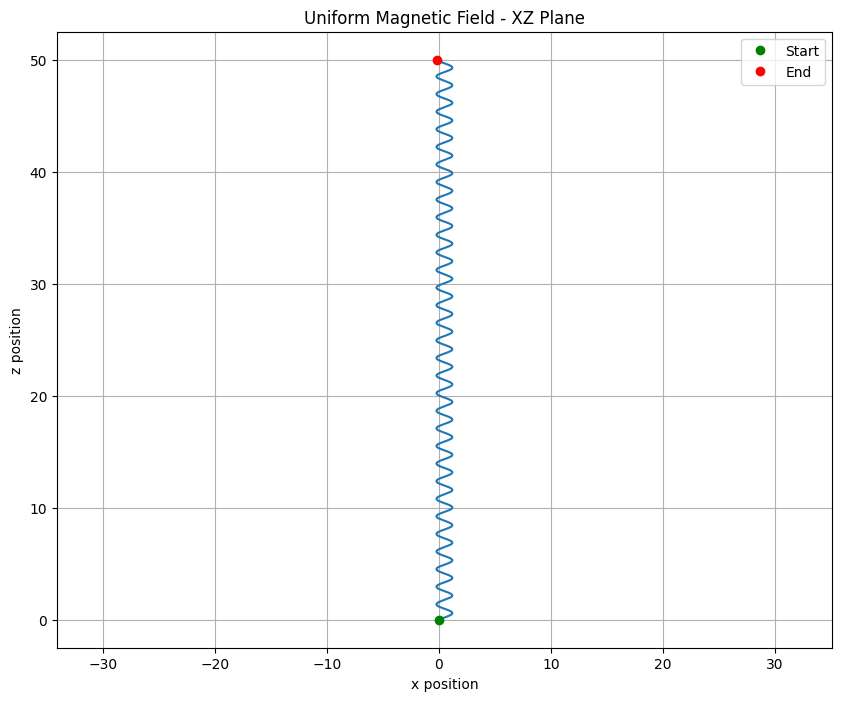 Uniform Magnetic Field - XZ Plane
Start
End
50
40
30
20
10
0
z position
−30
−20
−10
0
10
20
30
x position